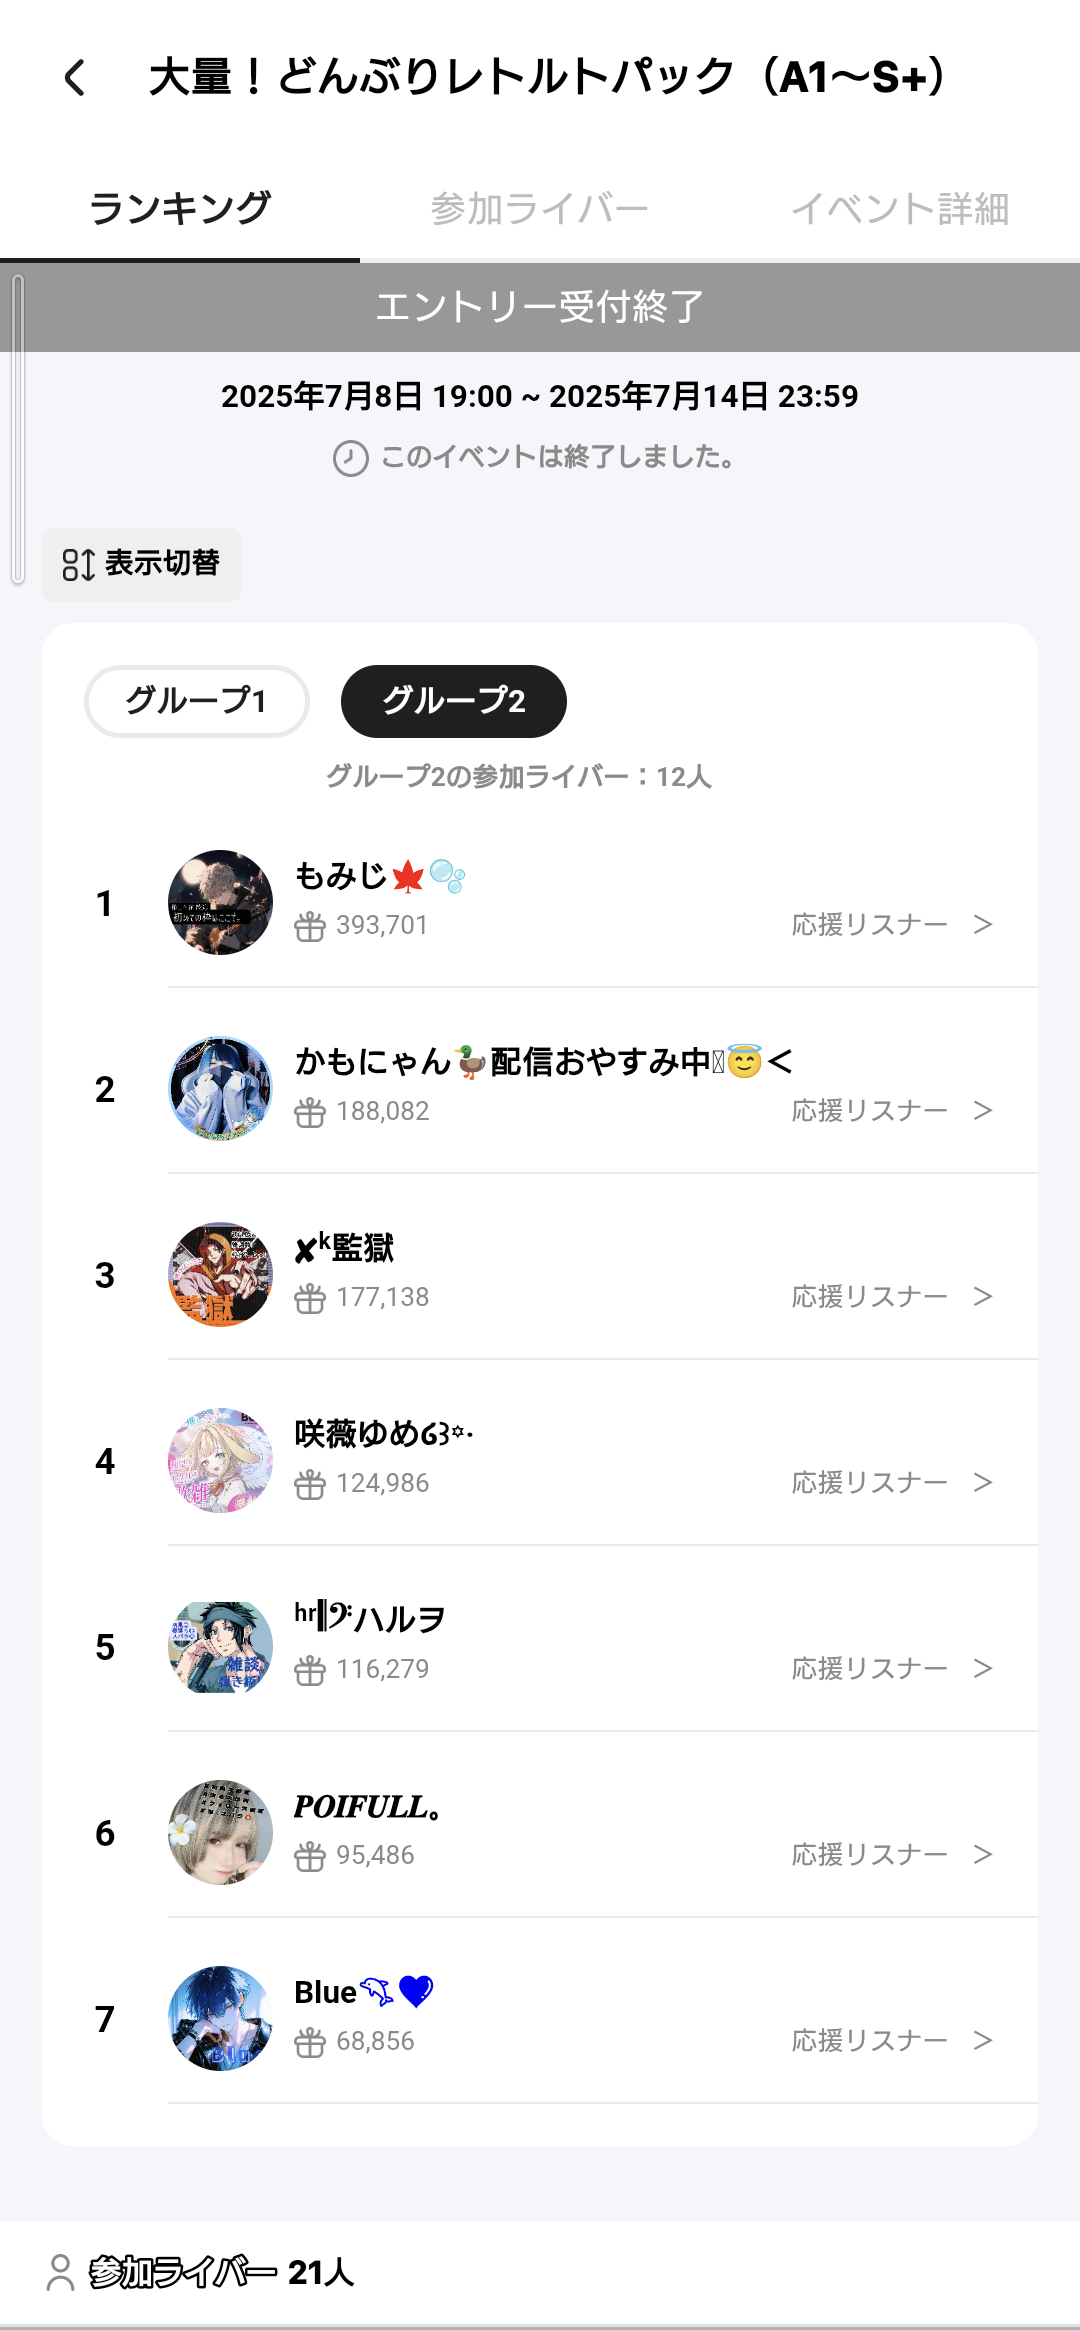 大量！どんぶりレトルトパック（A1〜S+）
ランキング 参加ライバー イベント詳細
エントリー受付終了
2025年7月8日 19:00 ~ 2025年7月14日 23:59
このイベントは終了しました。
表示切替
グループ1 グループ2
グループ2の参加ライバー：12人
1 もみじ🍁🫧
393,701 応援リスナー ＞
2 かもにゃん🦆配信おやすみ中😇＜
188,082 応援リスナー ＞
3 ✘ᵏ監獄
177,138 応援リスナー ＞
4 咲薇ゆめ໒꒱✡·
124,986 応援リスナー ＞
5 ʰʳ𝄃𝄢ハルヲ
116,279 応援リスナー ＞
6 𝑷𝑶𝑰𝑭𝑼𝑳𝑳。
95,486 応援リスナー ＞
7 Blue🐬💙
68,856 応援リスナー ＞
参加ライバー 21人